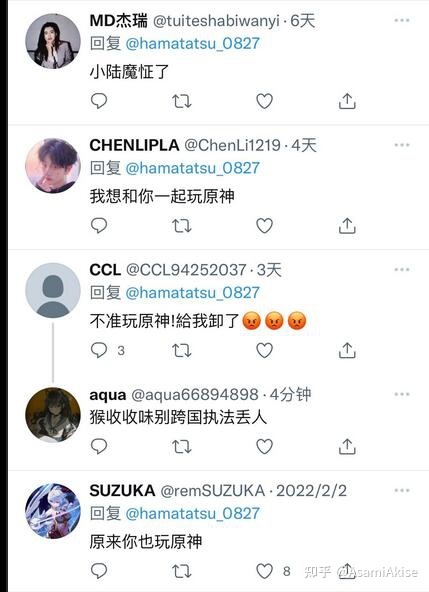 MD杰瑞 @tuiteshabiwanyi · 6天
回复 @hamatatsu_0827
小陆魔怔了
CHENLIPLA @ChenLi1219 · 4天
回复 @hamatatsu_0827
我想和你一起玩原神
CCL @CCL94252037 · 3天
回复 @hamatatsu_0827
不准玩原神!給我卸了😡😡😡
3
aqua @aqua66894898 · 4分钟
猴收收味别跨国执法丢人
SUZUKA @remSUZUKA · 2022/2/2
回复 @hamatatsu_0827
原来你也玩原神
8
知乎 @AsamiAkise